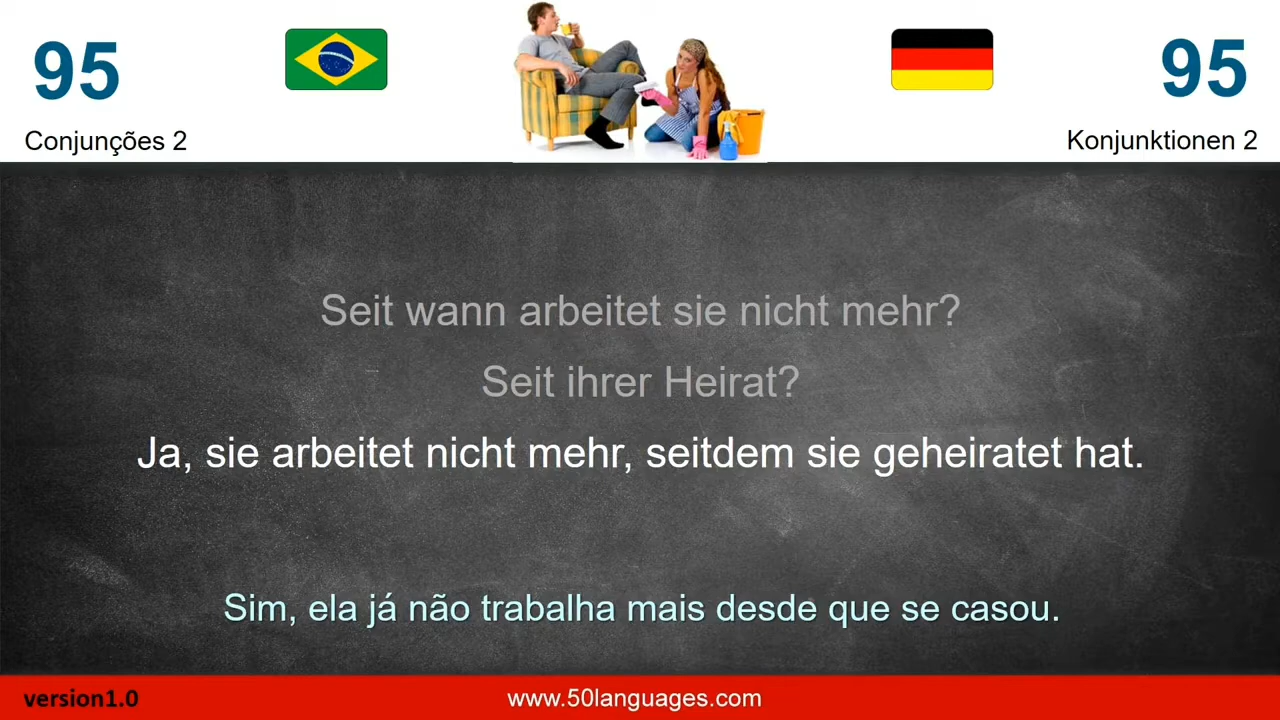 95
95
Conjunções 2
Konjunktionen 2
Seit wann arbeitet sie nicht mehr?
Seit ihrer Heirat?
Ja, sie arbeitet nicht mehr, seitdem sie geheiratet hat.
Sim, ela já não trabalha mais desde que se casou.
version1.0
www.50languages.com